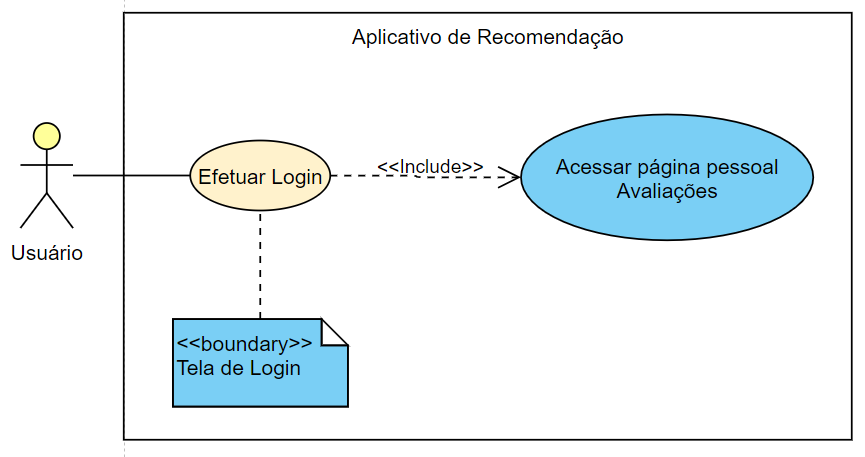 Aplicativo de Recomendação
Usuário
Efetuar Login
<<Include>>
Acessar página pessoal
Avaliações
<<boundary>>
Tela de Login